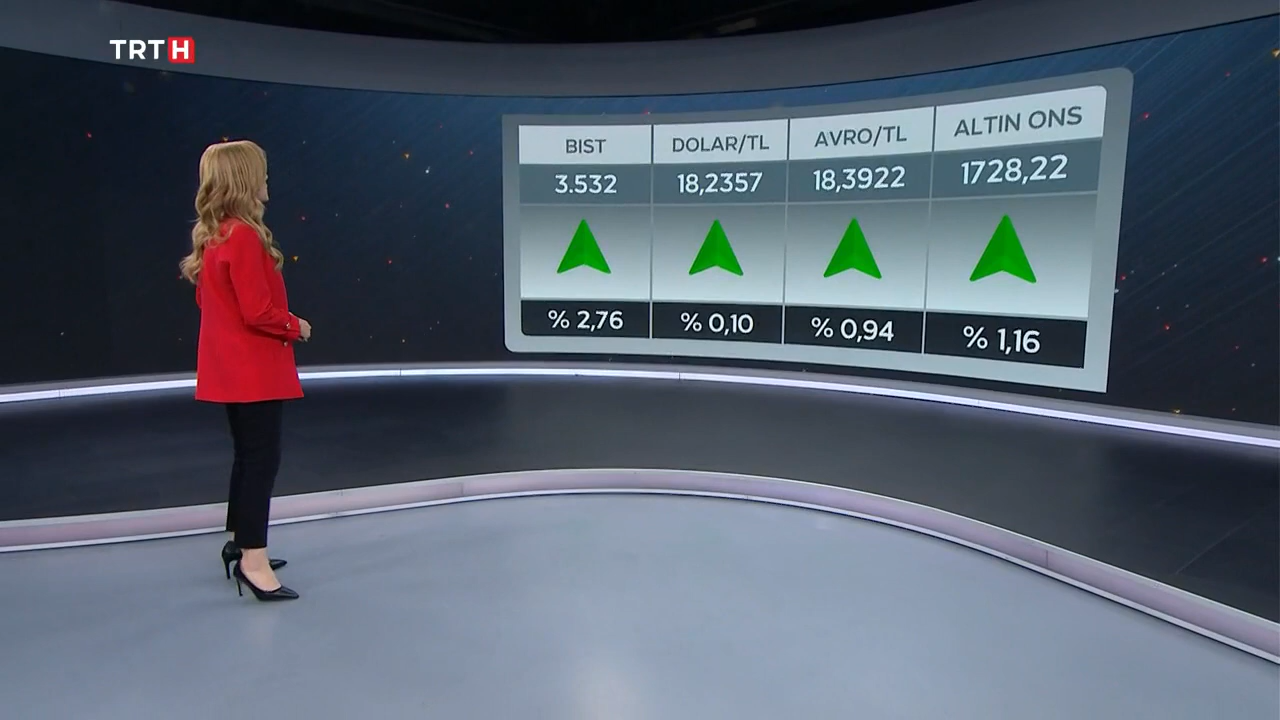 TRT H
BIST DOLAR/TL AVRO/TL ALTIN ONS
3.532 18,2357 18,3922 1728,22
% 2,76 % 0,10 % 0,94 % 1,16